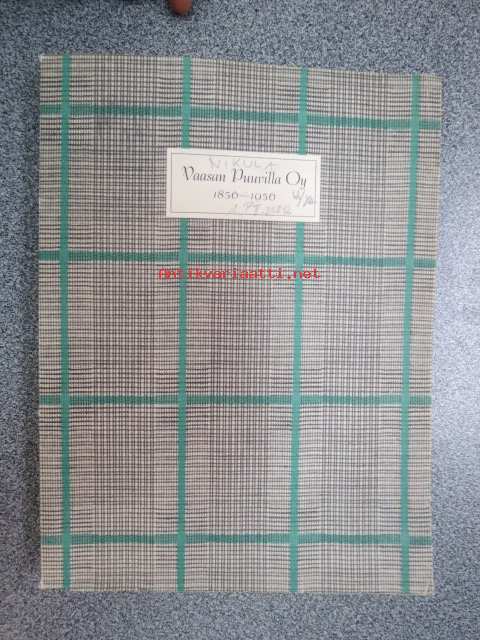 NIKULA
Vaasan Puuvilla Oy
1856–1956
antikvariaatti.net